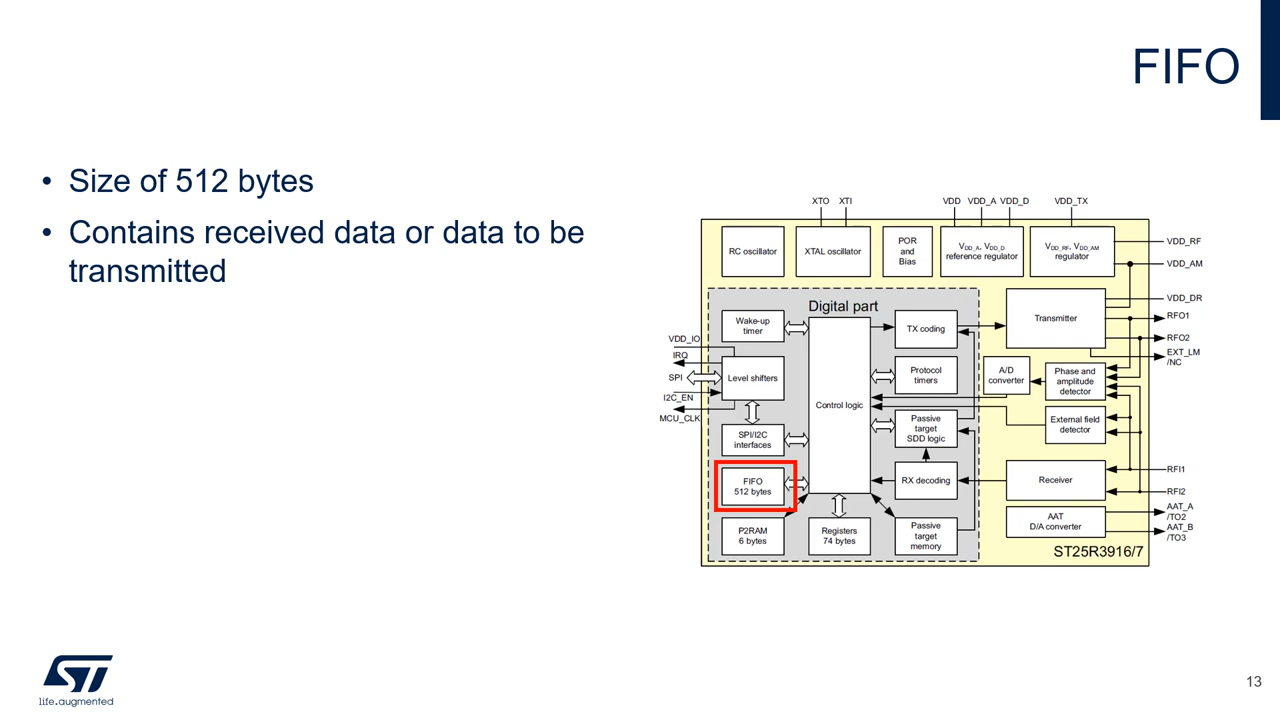 FIFO
• Size of 512 bytes
• Contains received data or data to be
transmitted
XTO XTI VDD VDD_A VDD_D VDD_TX
RC oscillator
XTAL oscillator
POR
and
Bias
VDD_A, VDD_D
reference regulator
VDD_RF, VDD_AM
regulator
VDD_RF
VDD_AM
VDD_DR
RFO1
RFO2
EXT_LM
/NC
Digital part
Wake-up
timer
TX coding
Transmitter
VDD_IO
IRQ
SPI
I2C_EN
MCU_CLK
Level shifters
Control logic
Protocol
timers
A/D
converter
Phase and
amplitude
detector
SPI/I2C
interfaces
Passive
target
SDD logic
External field
detector
FIFO
512 bytes
RX decoding
Receiver
RFI1
RFI2
P2RAM
6 bytes
Registers
74 bytes
Passive
target
memory
AAT
D/A converter
AAT_A
/TO2
AAT_B
/TO3
ST25R3916/7
ST
life.augmented
13